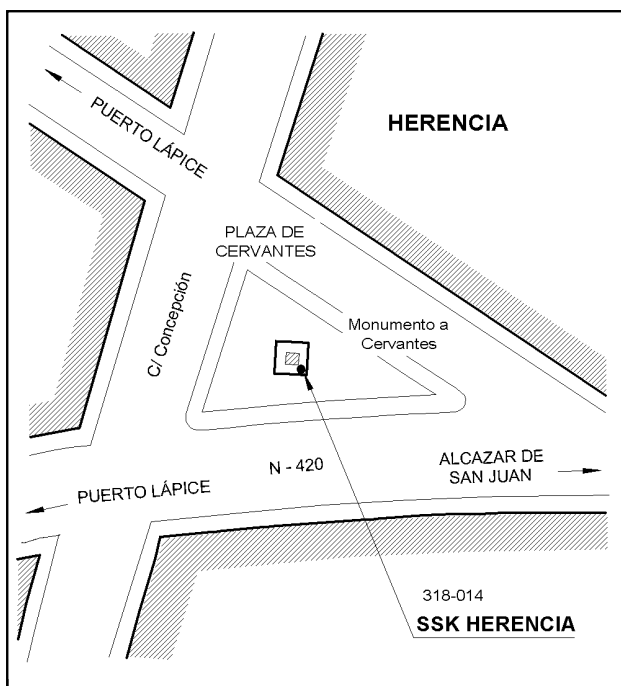 PUERTO LÁPICE
HERENCIA
PLAZA DE
CERVANTES
C/ Concepción
Monumento a
Cervantes
N - 420
ALCAZAR DE
SAN JUAN
PUERTO LÁPICE
318-014
SSK HERENCIA